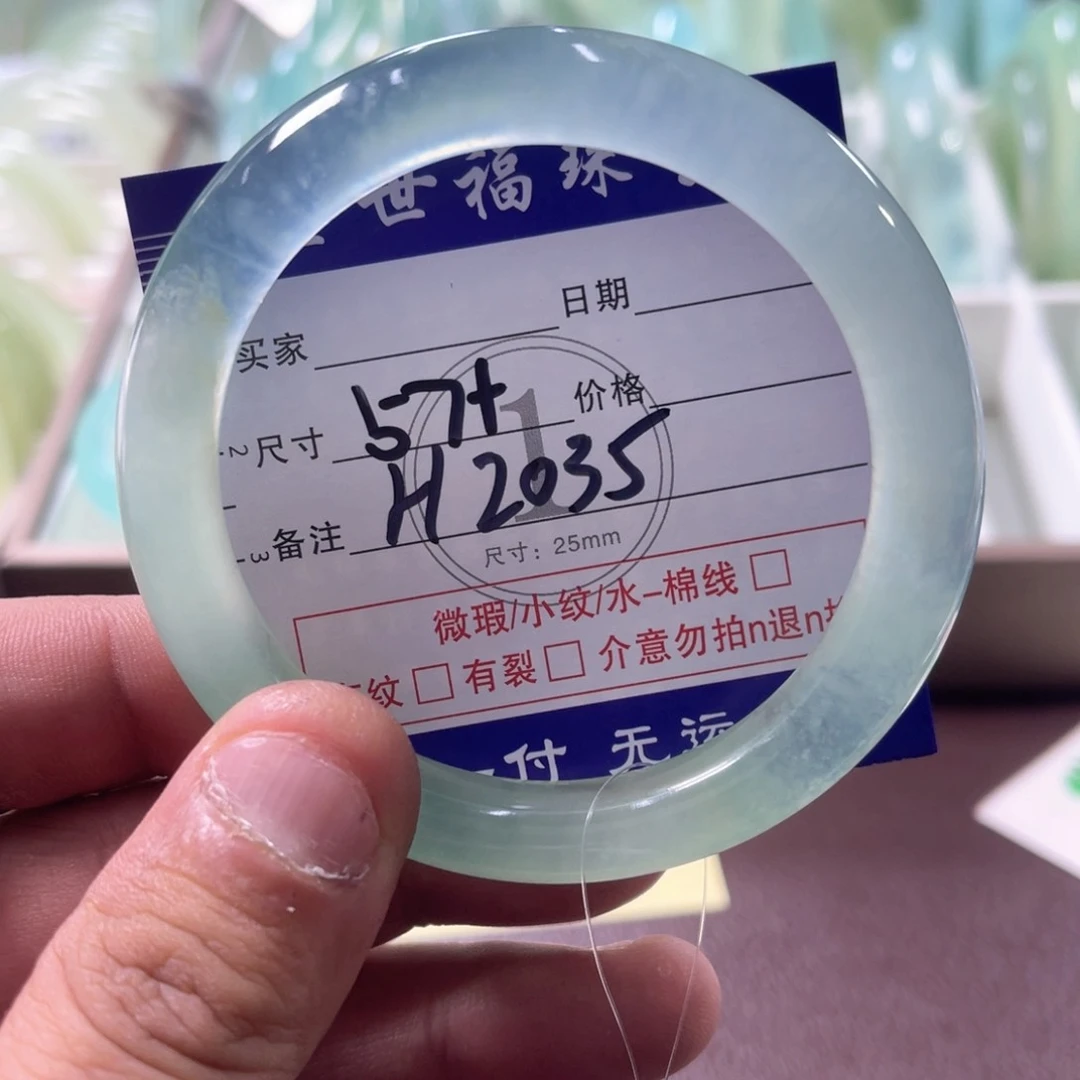 世福珠
日期
买家
57+
价格
2尺寸
H2035
3备注
1
尺寸：25mm
微瑕/小纹/水-棉线 □
纹 □ 有裂 □ 介意勿拍n退n
付 无运